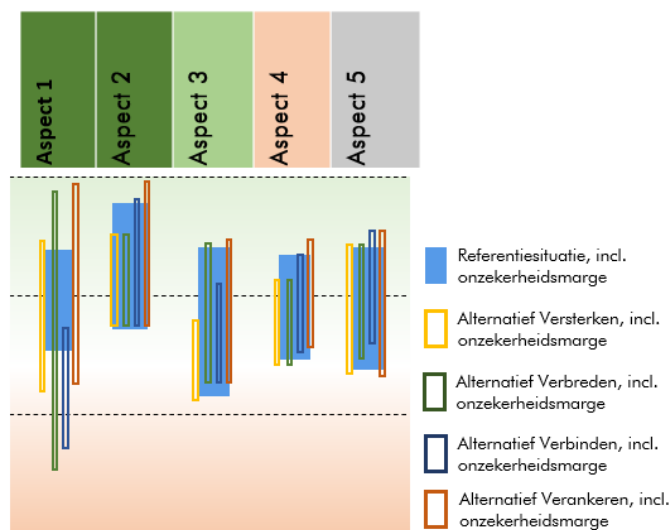 Aspect 1
Aspect 2
Aspect 3
Aspect 4
Aspect 5
Referentiesituatie, incl.
onzekerheidsmarge
Alternatief Versterken, incl.
onzekerheidsmarge
Alternatief Verbreden, incl.
onzekerheidsmarge
Alternatief Verbinden, incl.
onzekerheidsmarge
Alternatief Verankeren, incl.
onzekerheidsmarge